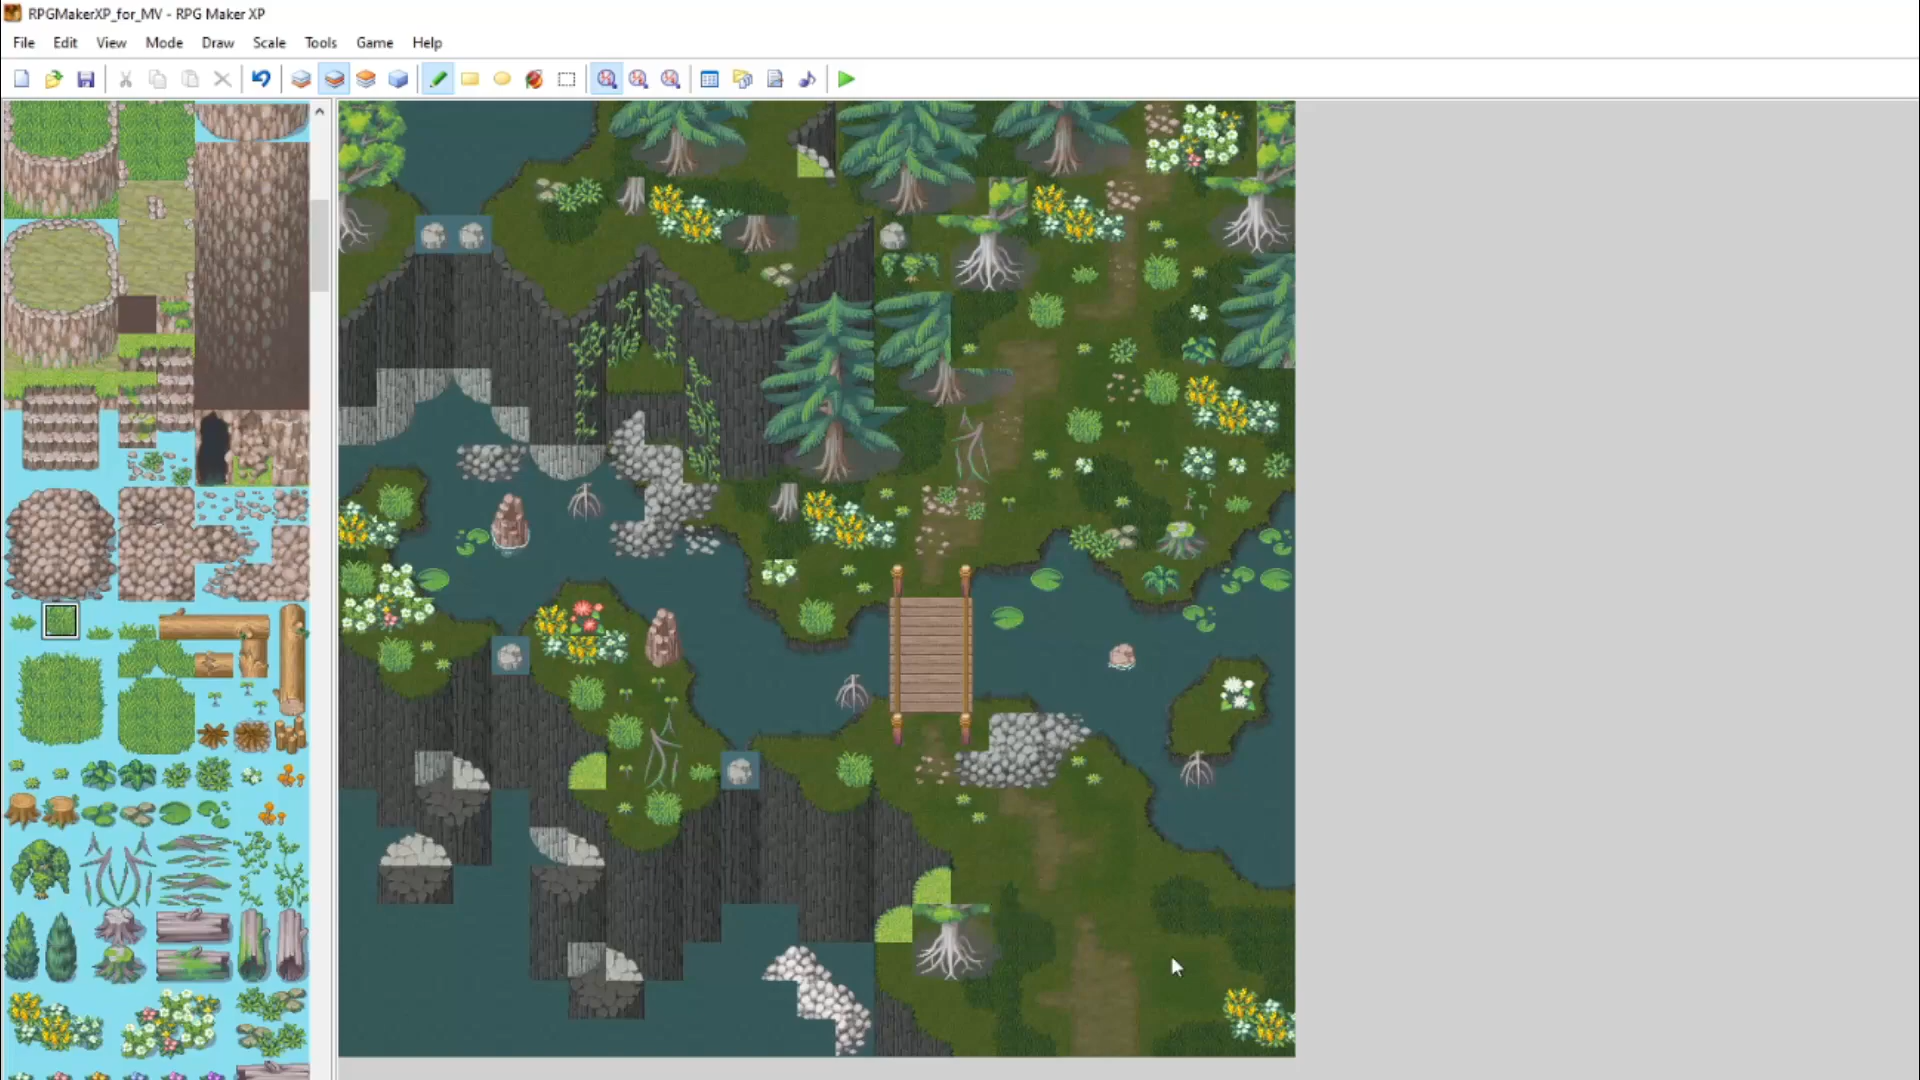 RPGMakerXP_for_MV - RPG Maker XP
File Edit View Mode Draw Scale Tools Game Help